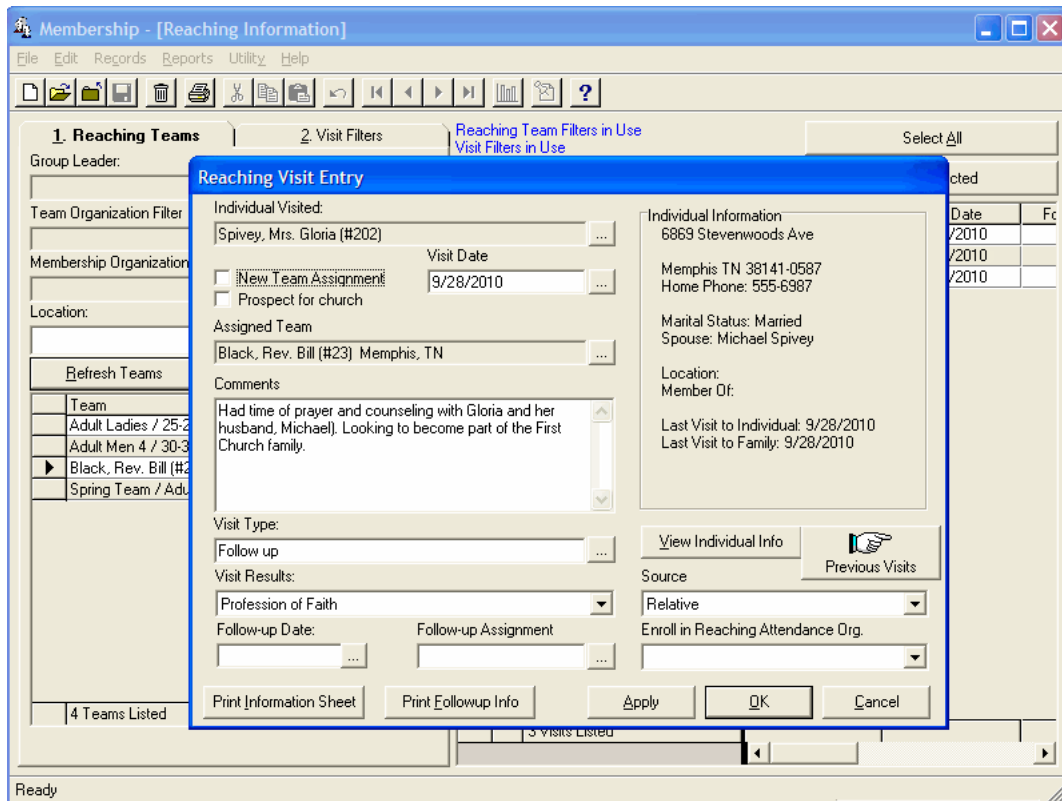 Membership - [Reaching Information]
File Edit Records Reports Utility Help
1. Reaching Teams
2. Visit Filters
Reaching Team Filters in Use
Visit Filters in Use
Select All
Group Leader:
Team Organization Filter
Membership Organization
Location:
Refresh Teams
Team
Adult Ladies / 25-2
Adult Men 4 / 30-3
Black, Rev. Bill (#2
Spring Team / Adu
4 Teams Listed
Reaching Visit Entry
Individual Visited:
Spivey, Mrs. Gloria (#202)
...
New Team Assignment
Prospect for church
Visit Date
9/28/2010
...
Assigned Team
Black, Rev. Bill (#23) Memphis, TN
...
Comments
Had time of prayer and counseling with Gloria and her
husband, Michael). Looking to become part of the First
Church family.
Visit Type:
Follow up
...
Visit Results:
Profession of Faith
Follow-up Date:
...
Follow-up Assignment
...
Individual Information
6869 Stevenwoods Ave
Memphis TN 38141-0587
Home Phone: 555-6987
Marital Status: Married
Spouse: Michael Spivey
Location:
Member Of:
Last Visit to Individual: 9/28/2010
Last Visit to Family: 9/28/2010
View Individual Info
Previous Visits
Source
Relative
Enroll in Reaching Attendance Org.
Print Information Sheet
Print Followup Info
Apply
OK
Cancel
cted
Date
Fo
/2010
/2010
/2010
3 Visits Listed
Ready